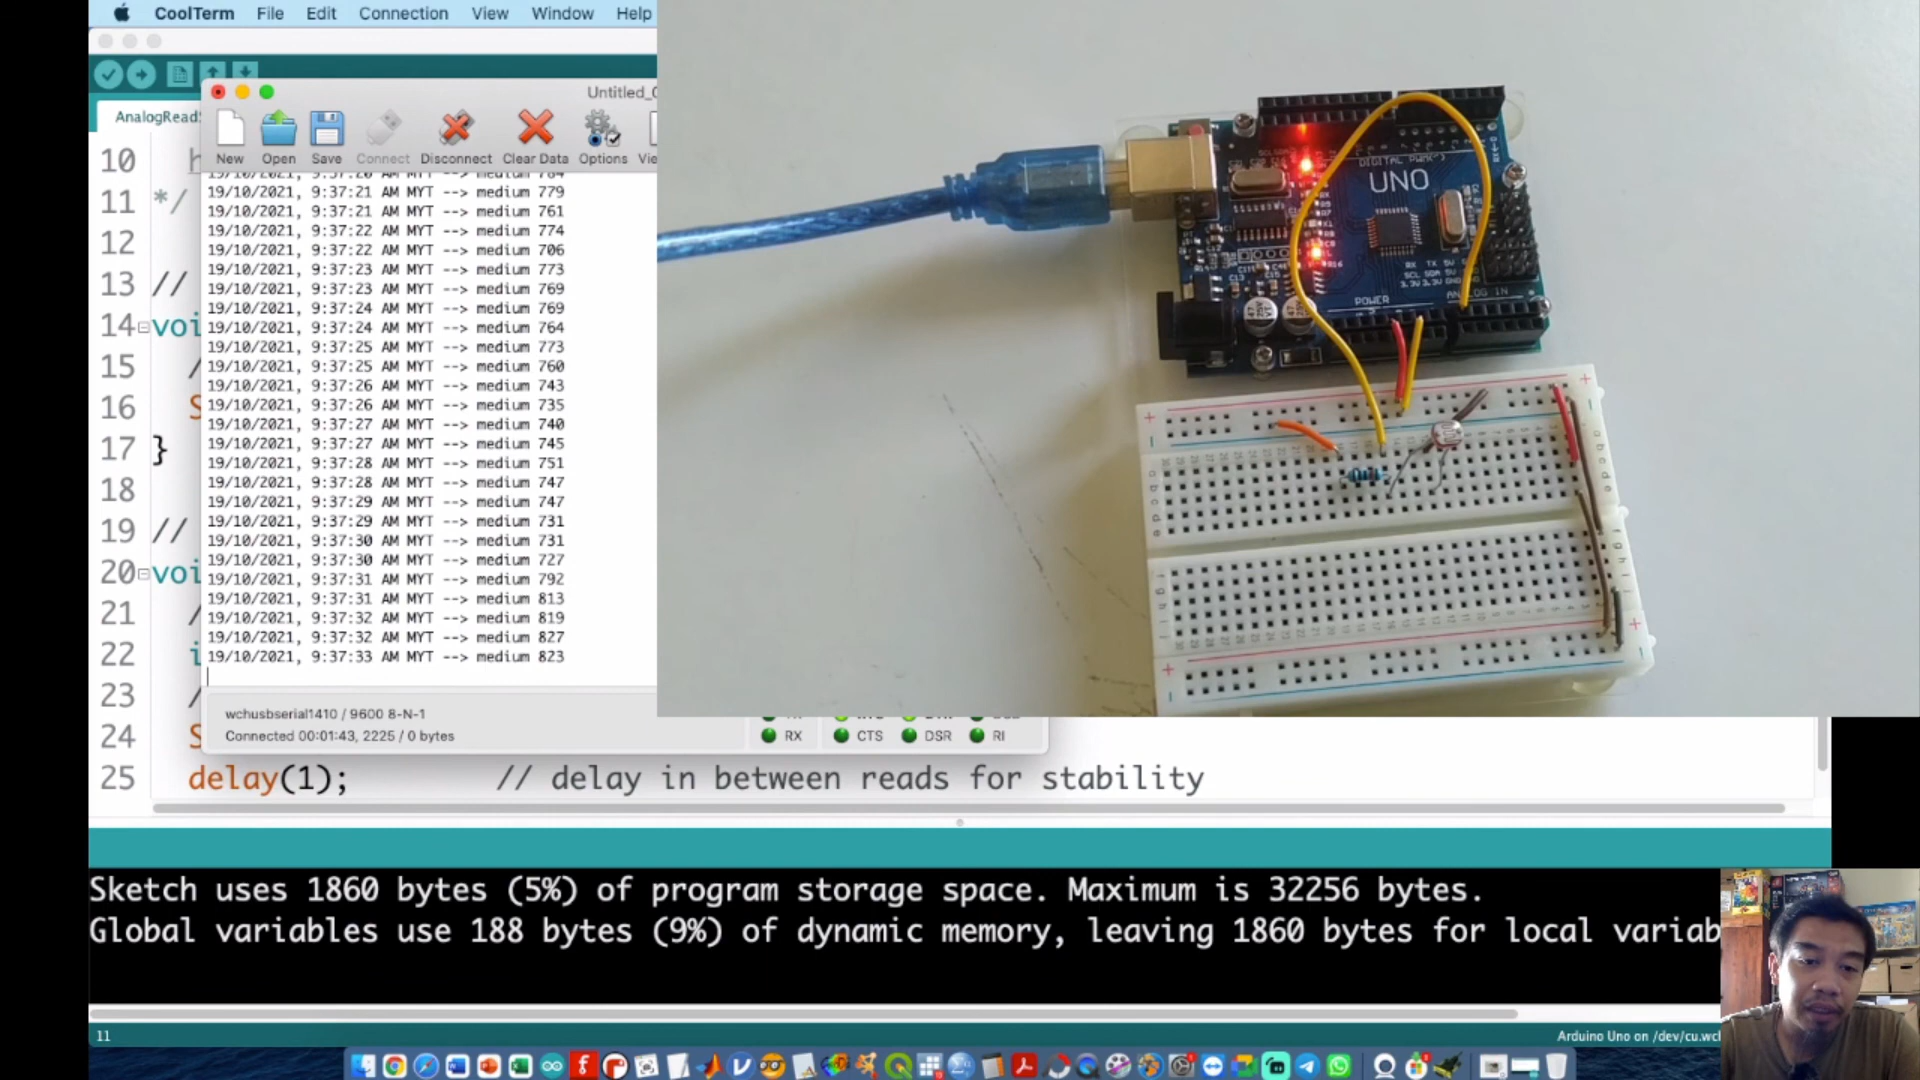 CoolTerm File Edit Connection View Window Help
Untitled_
New Open Save Connect Disconnect Clear Data Options
AnalogRead
10
11 */
12
13 //
14 voi
15 /
16 S
17 }
18
19 //
20 voi
21 /
22 i
23 /
24 S
25 delay(1); // delay in between reads for stability
19/10/2021, 9:37:20 AM MYT --> medium 784
19/10/2021, 9:37:21 AM MYT --> medium 779
19/10/2021, 9:37:21 AM MYT --> medium 761
19/10/2021, 9:37:22 AM MYT --> medium 774
19/10/2021, 9:37:22 AM MYT --> medium 706
19/10/2021, 9:37:23 AM MYT --> medium 773
19/10/2021, 9:37:23 AM MYT --> medium 769
19/10/2021, 9:37:24 AM MYT --> medium 769
19/10/2021, 9:37:24 AM MYT --> medium 764
19/10/2021, 9:37:25 AM MYT --> medium 773
19/10/2021, 9:37:25 AM MYT --> medium 760
19/10/2021, 9:37:26 AM MYT --> medium 743
19/10/2021, 9:37:26 AM MYT --> medium 735
19/10/2021, 9:37:27 AM MYT --> medium 740
19/10/2021, 9:37:27 AM MYT --> medium 745
19/10/2021, 9:37:28 AM MYT --> medium 751
19/10/2021, 9:37:28 AM MYT --> medium 747
19/10/2021, 9:37:29 AM MYT --> medium 747
19/10/2021, 9:37:29 AM MYT --> medium 731
19/10/2021, 9:37:30 AM MYT --> medium 731
19/10/2021, 9:37:30 AM MYT --> medium 727
19/10/2021, 9:37:31 AM MYT --> medium 792
19/10/2021, 9:37:31 AM MYT --> medium 813
19/10/2021, 9:37:32 AM MYT --> medium 819
19/10/2021, 9:37:32 AM MYT --> medium 827
19/10/2021, 9:37:33 AM MYT --> medium 823
wchusbserial1410 / 9600 8-N-1
Connected 00:01:43, 2225 / 0 bytes
RX CTS DSR RI
DIGITAL PWM
UNO
POWER
ANALOG IN
Sketch uses 1860 bytes (5%) of program storage space. Maximum is 32256 bytes.
Global variables use 188 bytes (9%) of dynamic memory, leaving 1860 bytes for local variab
11
Arduino Uno on /dev/cu.wcl